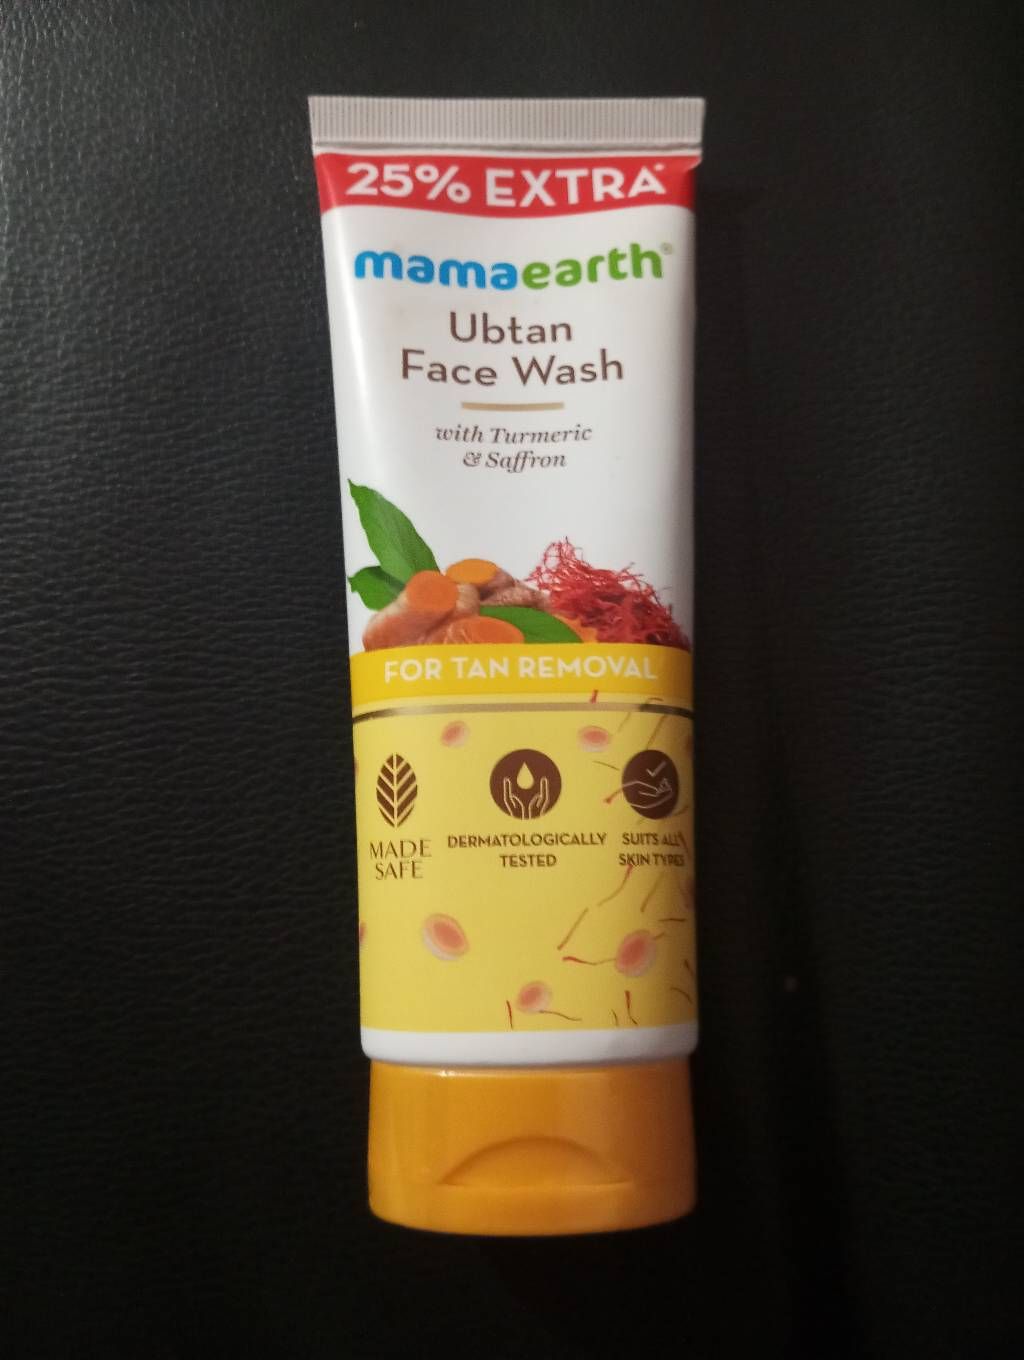 25% EXTRA*
mamaearth®
Ubtan
Face Wash
with Turmeric
& Saffron
FOR TAN REMOVAL
MADE
SAFE
DERMATOLOGICALLY
TESTED
SUITS ALL
SKIN TYPES